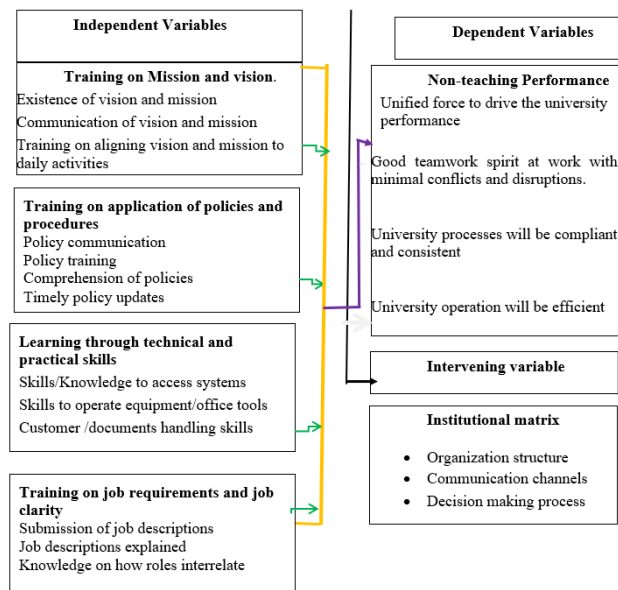 Independent Variables
Training on Mission and vision.
Existence of vision and mission
Communication of vision and mission
Training on aligning vision and mission to
daily activities
Training on application of policies and
procedures
Policy communication
Policy training
Comprehension of policies
Timely policy updates
Learning through technical and
practical skills
Skills/Knowledge to access systems
Skills to operate equipment/office tools
Customer /documents handling skills
Training on job requirements and job
clarity
Submission of job descriptions
Job descriptions explained
Knowledge on how roles interrelate
Dependent Variables
Non-teaching Performance
Unified force to drive the university
performance
Good teamwork spirit at work with
minimal conflicts and disruptions.
University processes will be compliant
and consistent
University operation will be efficient
Intervening variable
Institutional matrix
• Organization structure
• Communication channels
• Decision making process